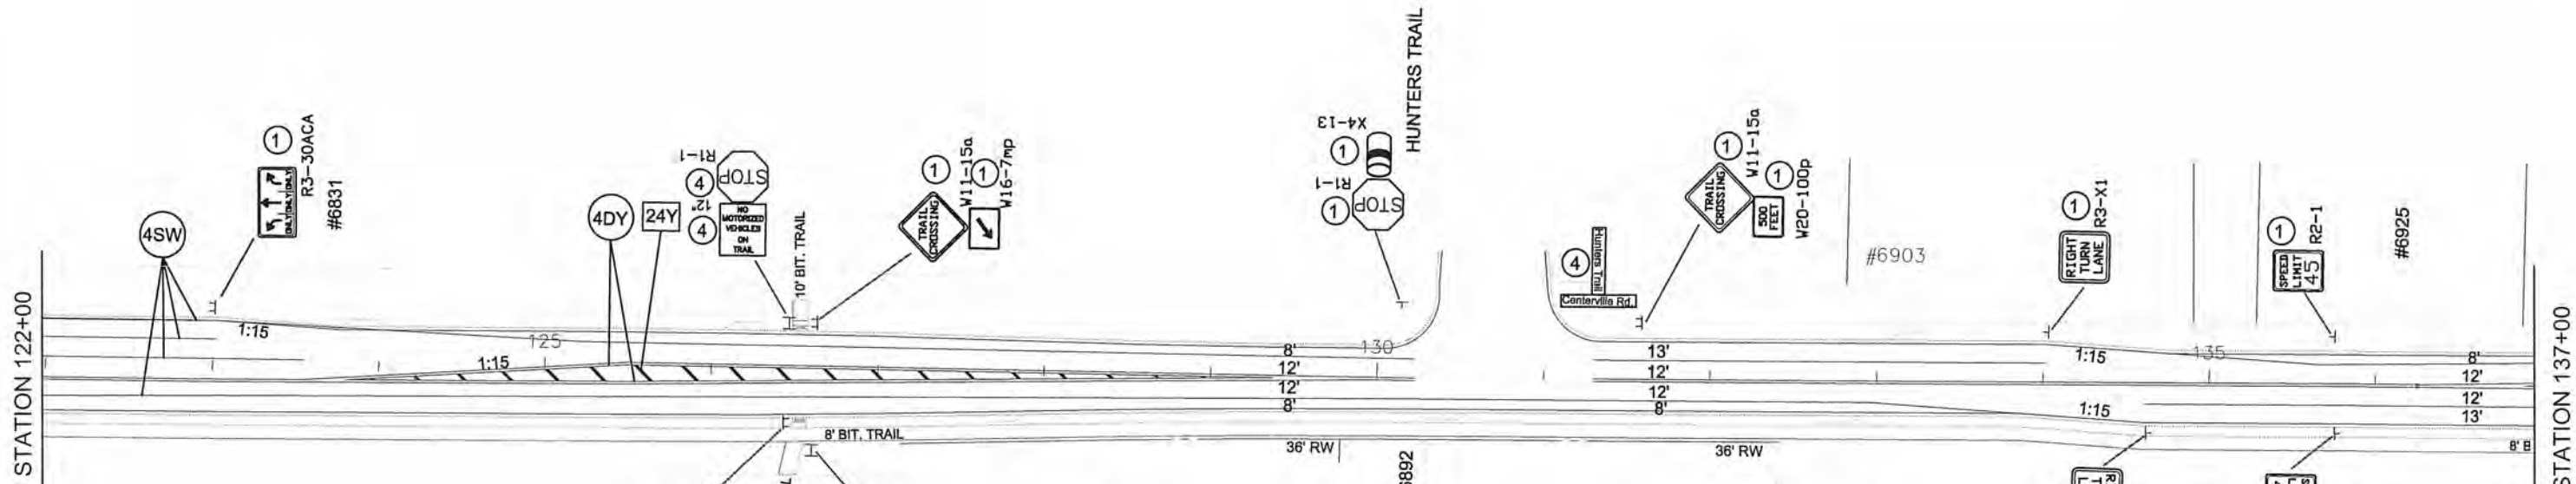 STATION 122+00
4SW
1
ONLY ONLY ONLY
R3-30ACA
#6831
1:15
125
1:15
4DY
24Y
R1-1
4
STOP
12"
4
NO
MOTORIZED
VEHICLES
ON
TRAIL
10' BIT. TRAIL
1
TRAIL
CROSSING
W11-15a
1
W16-7mp
8' BIT. TRAIL
X4-13
1
R1-1
1
STOP
HUNTERS TRAIL
8'
130
12'
12'
8'
36' RW
4
Hunters Trail
Centerville Rd.
1
TRAIL
CROSSING
W11-15a
1
500
FEET
W20-100p
13'
12'
12'
8'
36' RW
#6903
1
RIGHT
TURN
LANE
R3-X1
1:15
135
1:15
1
SPEED
LIMIT
45
R2-1
#6925
8'
12'
12'
13'
8' B
STATION 137+00